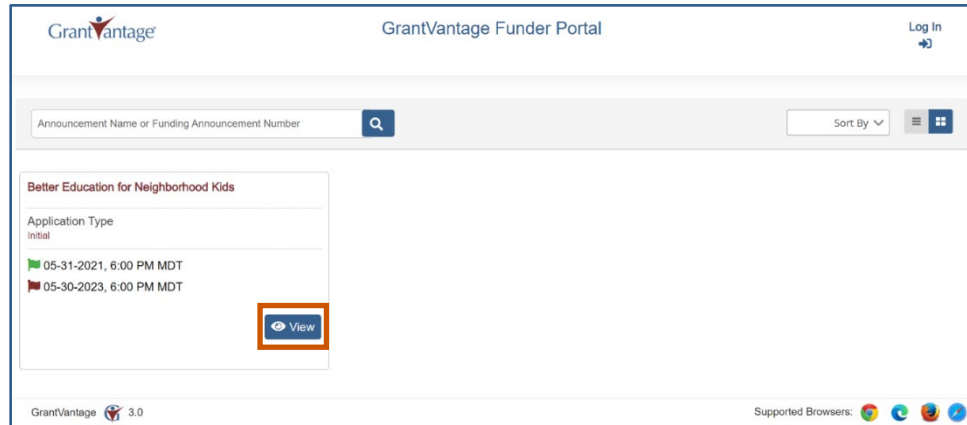 GrantVantage
GrantVantage Funder Portal
Log In
Announcement Name or Funding Announcement Number
Sort By
Better Education for Neighborhood Kids
Application Type
Initial
05-31-2021, 6:00 PM MDT
05-30-2023, 6:00 PM MDT
View
GrantVantage 3.0
Supported Browsers: